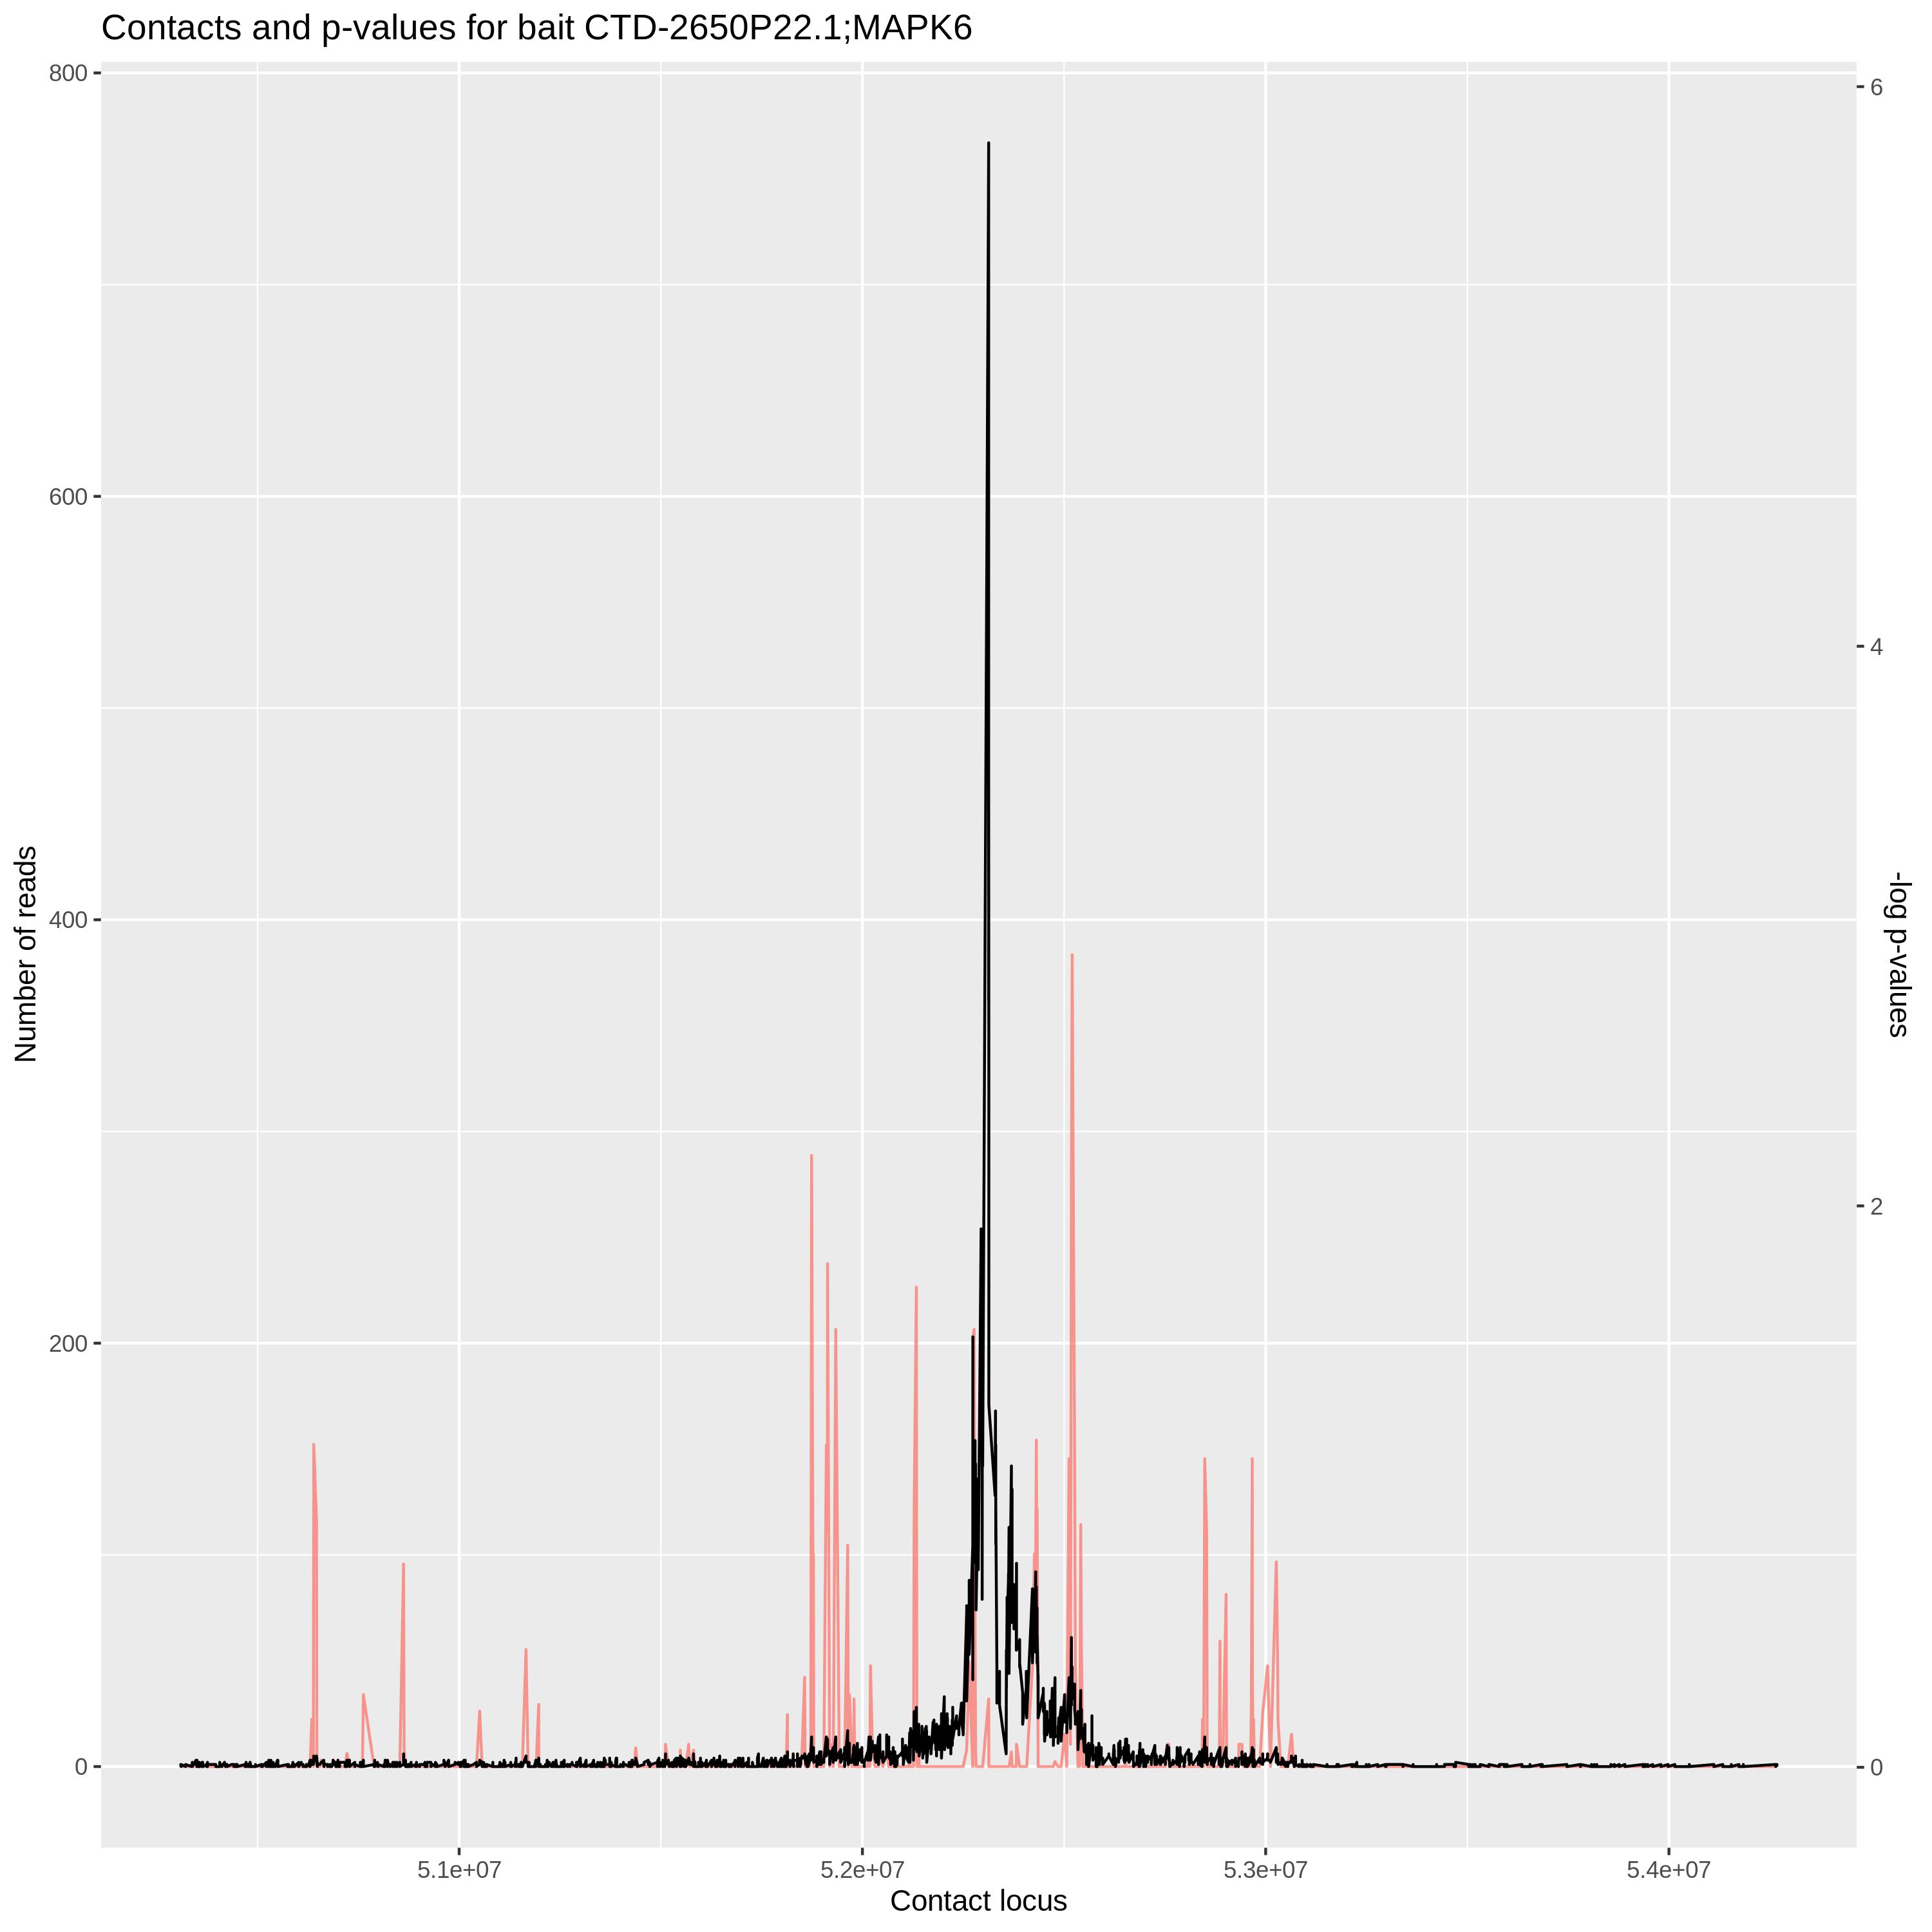 Contacts and p-values for bait CTD-2650P22.1;MAPK6
800
600
400
200
0
Number of reads
6
4
2
0
-log p-values
5.1e+07 5.2e+07 5.3e+07 5.4e+07
Contact locus